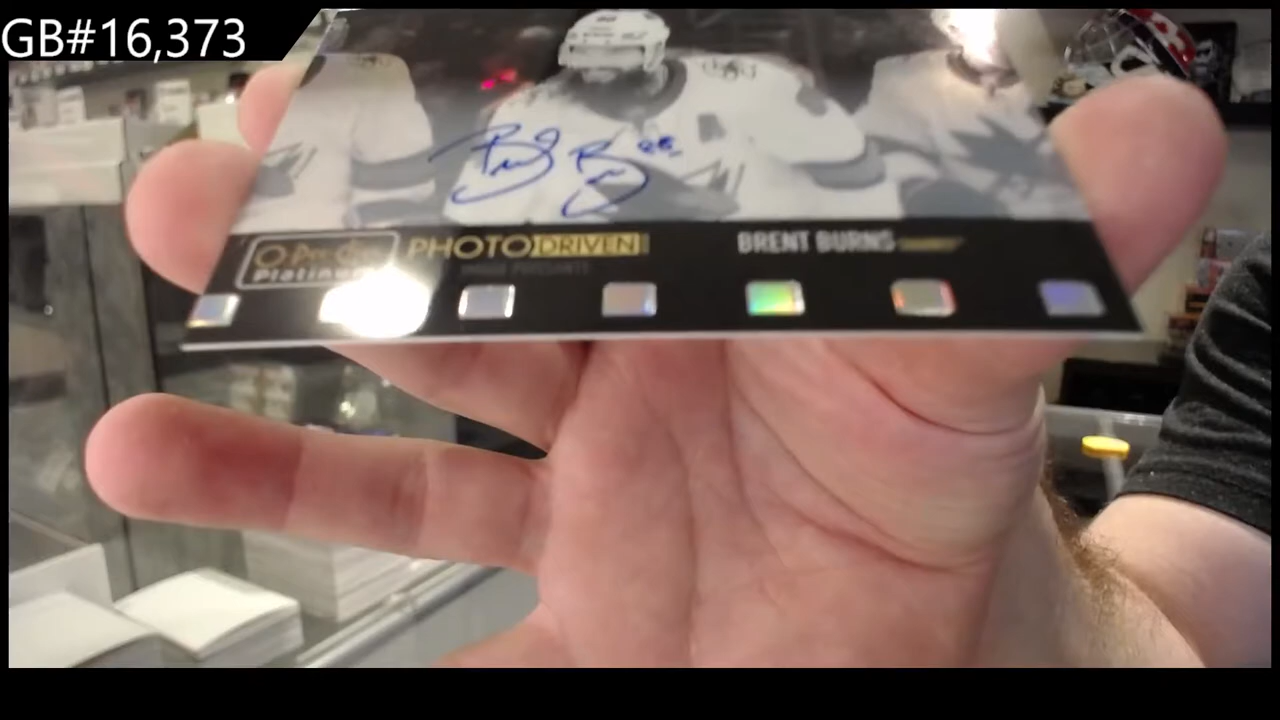 GB#16,373
O-Pee-Chee
Platinum
PHOTO DRIVEN
BRENT BURNS